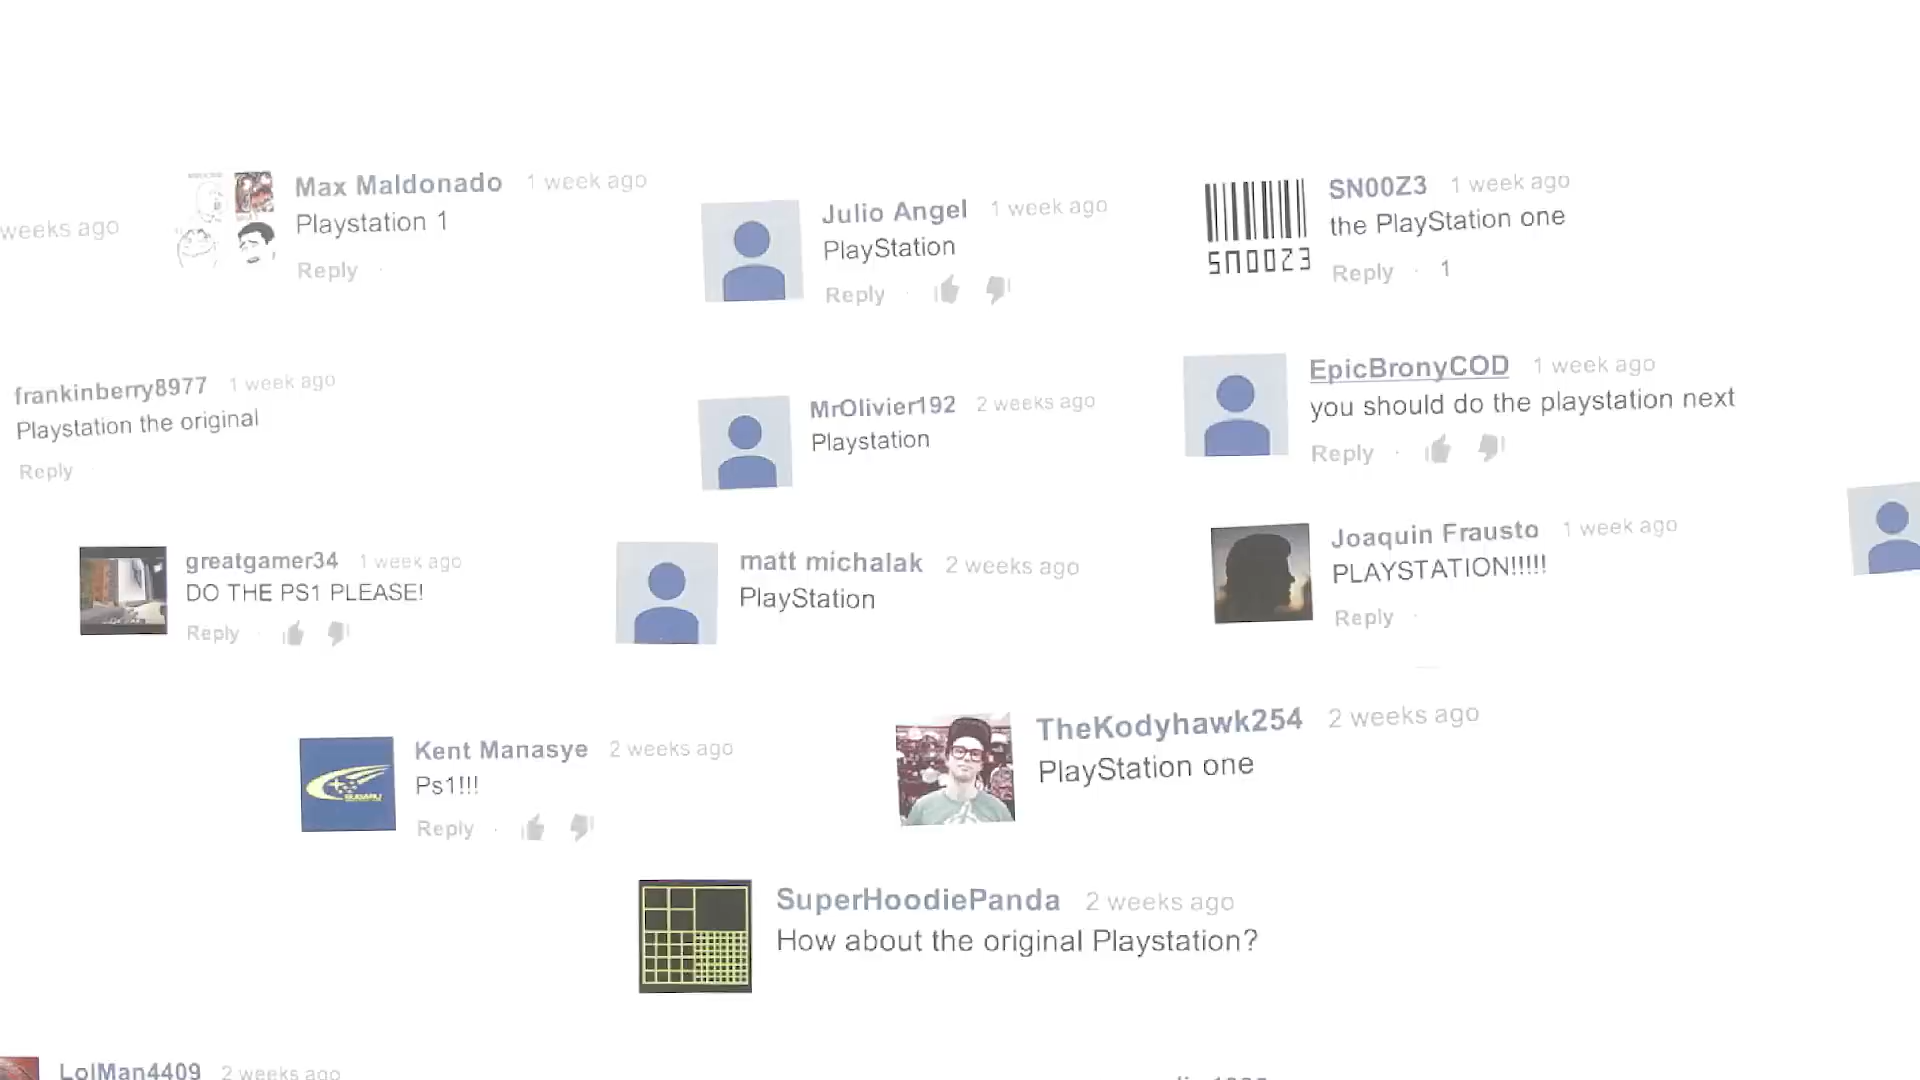 weeks ago
Max Maldonado 1 week ago
Playstation 1
Reply
Julio Angel 1 week ago
PlayStation
Reply
SN00Z3 1 week ago
the PlayStation one
Reply · 1
SN00Z3
frankinberry8977 1 week ago
Playstation the original
Reply
MrOlivier192 2 weeks ago
Playstation
EpicBronyCOD 1 week ago
you should do the playstation next
Reply
greatgamer34 1 week ago
DO THE PS1 PLEASE!
Reply
matt michalak 2 weeks ago
PlayStation
Joaquin Frausto 1 week ago
PLAYSTATION!!!!!
Reply
Kent Manasye 2 weeks ago
Ps1!!!
Reply
SUBARU
TheKodyhawk254 2 weeks ago
PlayStation one
SuperHoodiePanda 2 weeks ago
How about the original Playstation?
LolMan4409 2 weeks ago